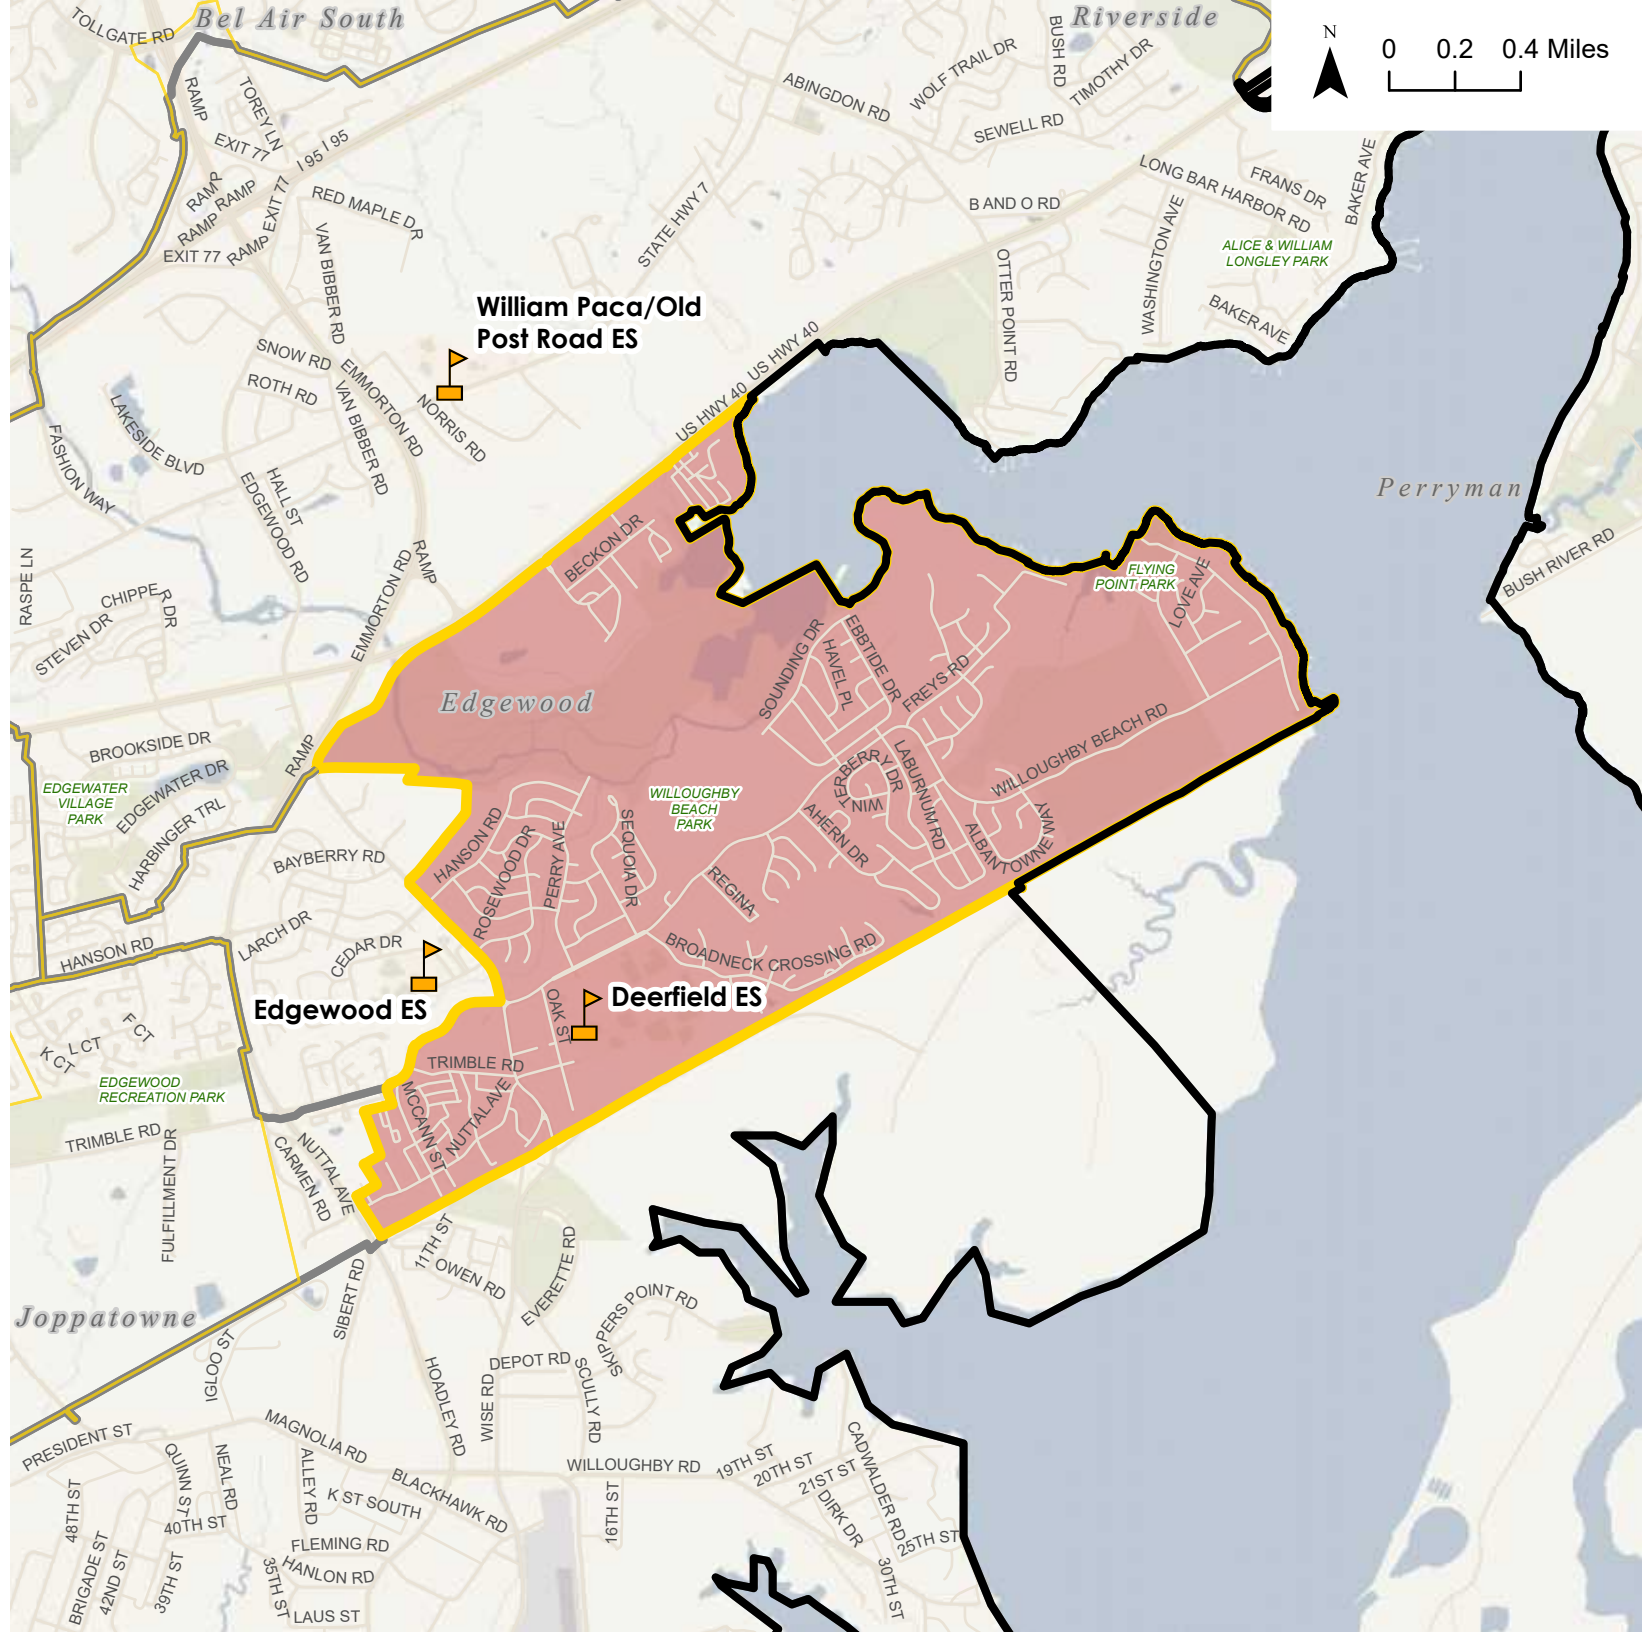 Bel Air South
Riverside
N
0 0.2 0.4 Miles
TOLLGATE RD
RAMP
TOREY LN
EXIT 77
I 95 I 95
RAMP
RAMP
RAMP
EXIT 77
RAMP
EXIT 77
RED MAPLE DR
VAN BIBBER RD
STATE HWY 7
ABINGDON RD
WOLF TRAIL DR
BUSH RD
TIMOTHY DR
SEWELL RD
B AND O RD
LONG BAR HARBOR RD
FRANS DR
BAKER AVE
WASHINGTON AVE
OTTER POINT RD
ALICE & WILLIAM
LONGLEY PARK
BAKER AVE
William Paca/Old
Post Road ES
US HWY 40
US HWY 40
SNOW RD
ROTH RD
EMMORTON RD
VAN BIBBER RD
NORRIS RD
LAKESIDE BLVD
FASHION WAY
HALL ST
EDGEWOOD RD
RAMP
EMMORTON RD
Perryman
BUSH RIVER RD
RASPE LN
CHIPPER DR
STEVEN DR
BECKON DR
FLYING
POINT PARK
LOVE AVE
Edgewood
SOUNDING DR
HAVEL PL
EBBTIDE DR
FREYS RD
WILLOUGHBY BEACH RD
BROOKSIDE DR
RAMP
EDGEWATER
VILLAGE
PARK
EDGEWATER DR
HARBINGER TRL
WILLOUGHBY
BEACH
PARK
WINTERBERRY DR
LABURNUM RD
AHERN DR
ALBANTOWNE WAY
BAYBERRY RD
HANSON RD
ROSEWOOD DR
PERRY AVE
SEQUOIA DR
REGINA
BROADNECK CROSSING RD
HANSON RD
LARCH DR
CEDAR DR
Edgewood ES
Deerfield ES
OAK ST
F CT
L CT
K CT
EDGEWOOD
RECREATION PARK
TRIMBLE RD
TRIMBLE RD
MCCANN ST
NUTTAL AVE
NUTTAL AVE
CARMEN RD
FULFILLMENT DR
11TH ST
OWEN RD
EVERETTE RD
SIBERT RD
SKIPPERS POINT RD
Joppatowne
IGLOO ST
HOADLEY RD
DEPOT RD
WISE RD
SCULLY RD
PRESIDENT ST
MAGNOLIA RD
QUINN ST
NEAL RD
ALLEY RD
BLACKHAWK RD
K ST SOUTH
WILLOUGHBY RD
16TH ST
19TH ST
20TH ST
21ST ST
DIRK DR
CADWALDER RD
25TH ST
30TH ST
48TH ST
40TH ST
FLEMING RD
HANLON RD
BRIGADE ST
42ND ST
39TH ST
35TH ST
LAUS ST